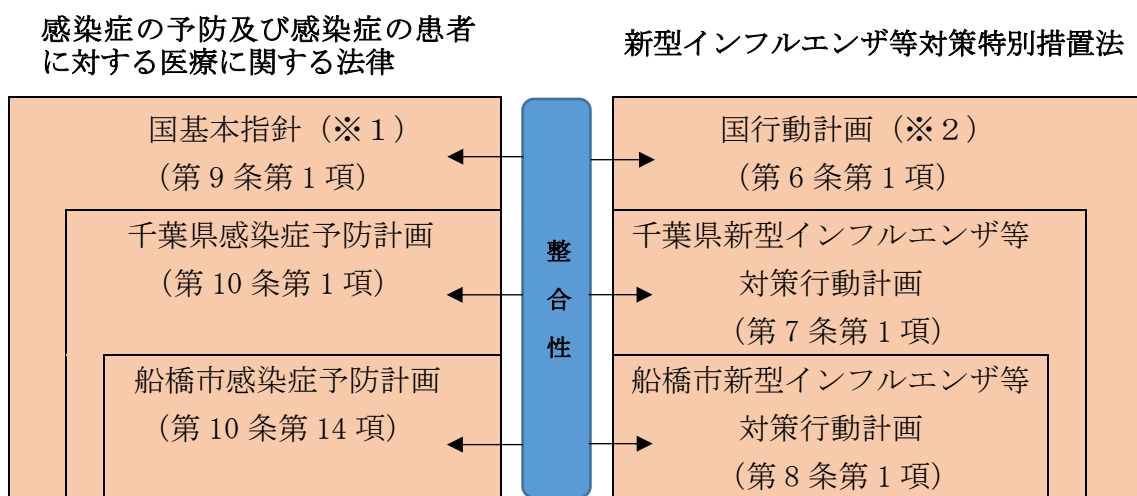 感染症の予防及び感染症の患者
に対する医療に関する法律
新型インフルエンザ等対策特別措置法
国基本指針（※１）
（第９条第１項）
千葉県感染症予防計画
（第 10 条第１項）
船橋市感染症予防計画
（第 10 条第 14 項）
整
合
性
国行動計画（※２）
（第６条第１項）
千葉県新型インフルエンザ等
対策行動計画
（第７条第１項）
船橋市新型インフルエンザ等
対策行動計画
（第８条第１項）